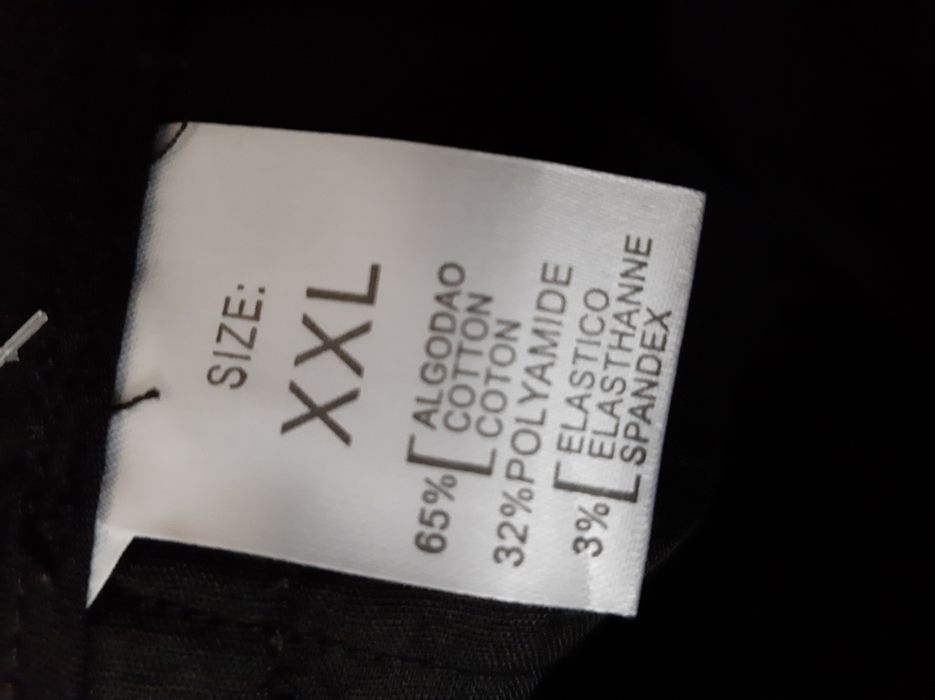 SIZE:
XXL
65%[ ALGODAO
COTTON
COTON
32%POLYAMIDE
3%[ ELASTICO
ELASTHANNE
SPANDEX